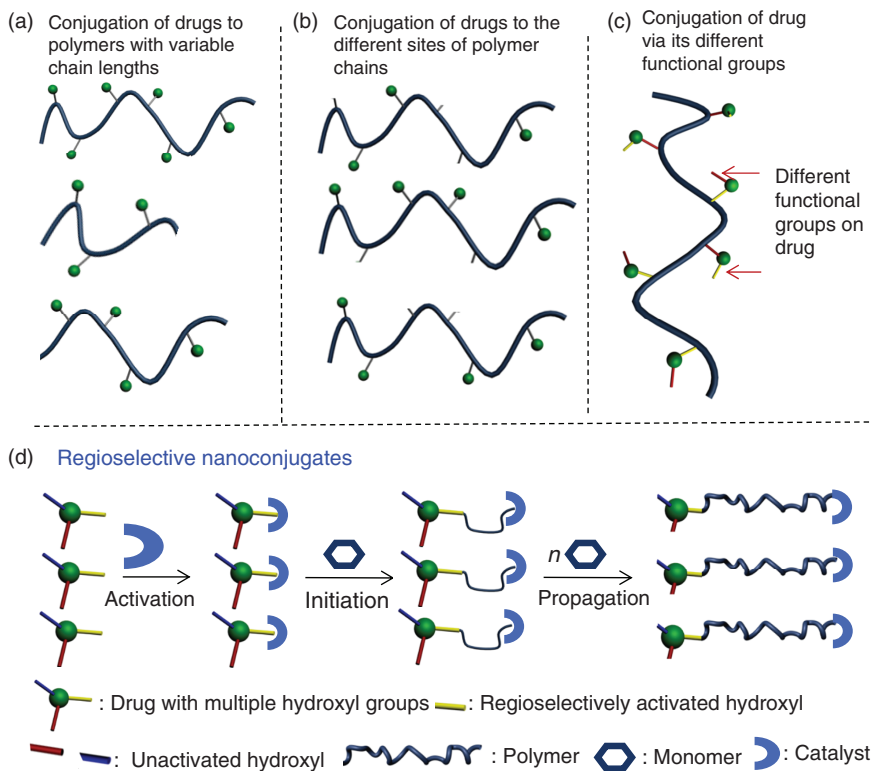 (a) Conjugation of drugs to
polymers with variable
chain lengths
(b) Conjugation of drugs to the
different sites of polymer
chains
(c) Conjugation of drug
via its different
functional groups
Different
functional
groups on
drug
(d) Regioselective nanoconjugates
Activation
Initiation
n
Propagation
: Drug with multiple hydroxyl groups
: Regioselectively activated hydroxyl
: Unactivated hydroxyl
: Polymer
: Monomer
: Catalyst